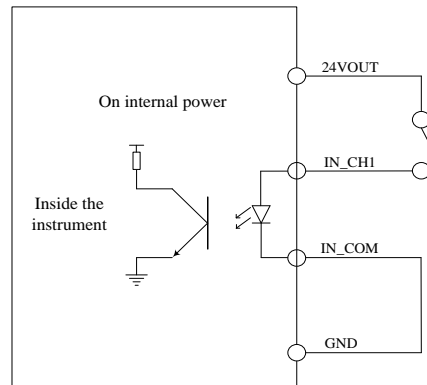 24VOUT
On internal power
IN_CH1
Inside the
instrument
IN_COM
GND